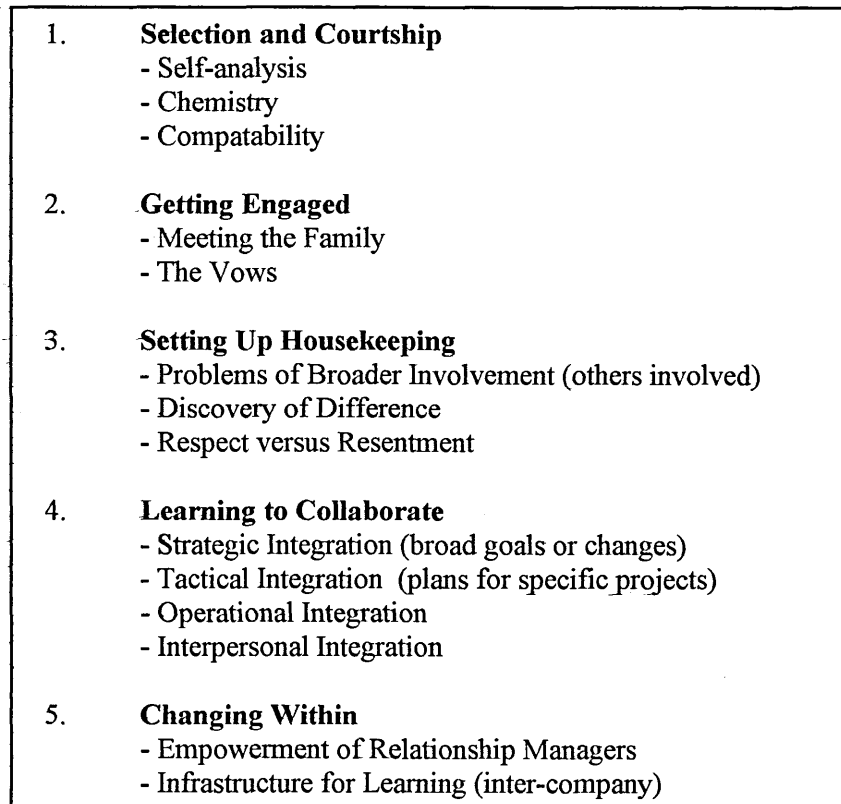 1. Selection and Courtship
- Self-analysis
- Chemistry
- Compatability
2. Getting Engaged
- Meeting the Family
- The Vows
3. Setting Up Housekeeping
- Problems of Broader Involvement (others involved)
- Discovery of Difference
- Respect versus Resentment
4. Learning to Collaborate
- Strategic Integration (broad goals or changes)
- Tactical Integration (plans for specific projects)
- Operational Integration
- Interpersonal Integration
5. Changing Within
- Empowerment of Relationship Managers
- Infrastructure for Learning (inter-company)